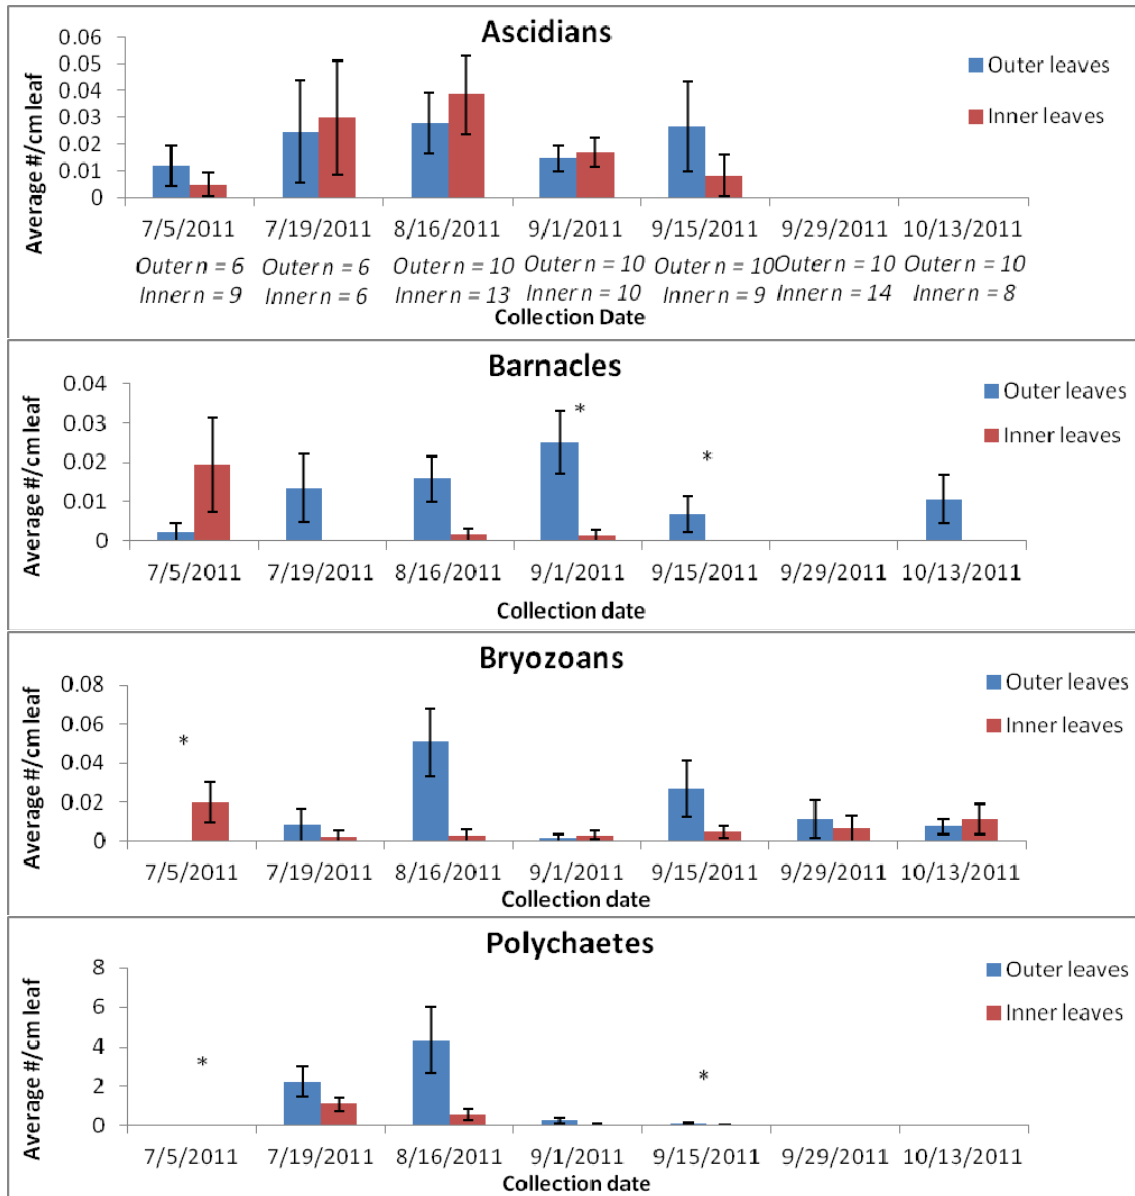 Ascidians
Average #/cm leaf
0.06
0.05
0.04
0.03
0.02
0.01
0
Outer leaves
Inner leaves
7/5/2011 7/19/2011 8/16/2011 9/1/2011 9/15/2011 9/29/2011 10/13/2011
Outer n = 6 Outer n = 6 Outer n = 10 Outer n = 10 Outer n = 10 Outer n = 10 Outer n = 10
Inner n = 9 Inner n = 6 Inner n = 13 Inner n = 10 Inner n = 9 Inner n = 14 Inner n = 8
Collection Date
Barnacles
Average #/cm leaf
0.04
0.03
0.02
0.01
0
*
*
Outer leaves
Inner leaves
7/5/2011 7/19/2011 8/16/2011 9/1/2011 9/15/2011 9/29/2011 10/13/2011
Collection date
Bryozoans
Average #/cm leaf
0.08
0.06
0.04
0.02
0
*
Outer leaves
Inner leaves
7/5/2011 7/19/2011 8/16/2011 9/1/2011 9/15/2011 9/29/2011 10/13/2011
Collection date
Polychaetes
Average #/cm leaf
8
6
4
2
0
*
*
Outer leaves
Inner leaves
7/5/2011 7/19/2011 8/16/2011 9/1/2011 9/15/2011 9/29/2011 10/13/2011
Collection date